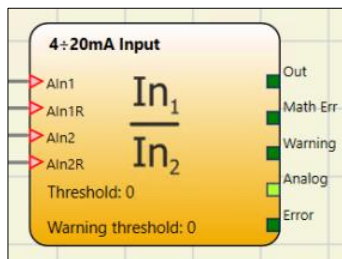 4÷20mA Input
AIn1
AIn1R
AIn2
AIn2R
In1
In2
Out
Math Err
Warning
Analog
Error
Threshold: 0
Warning threshold: 0